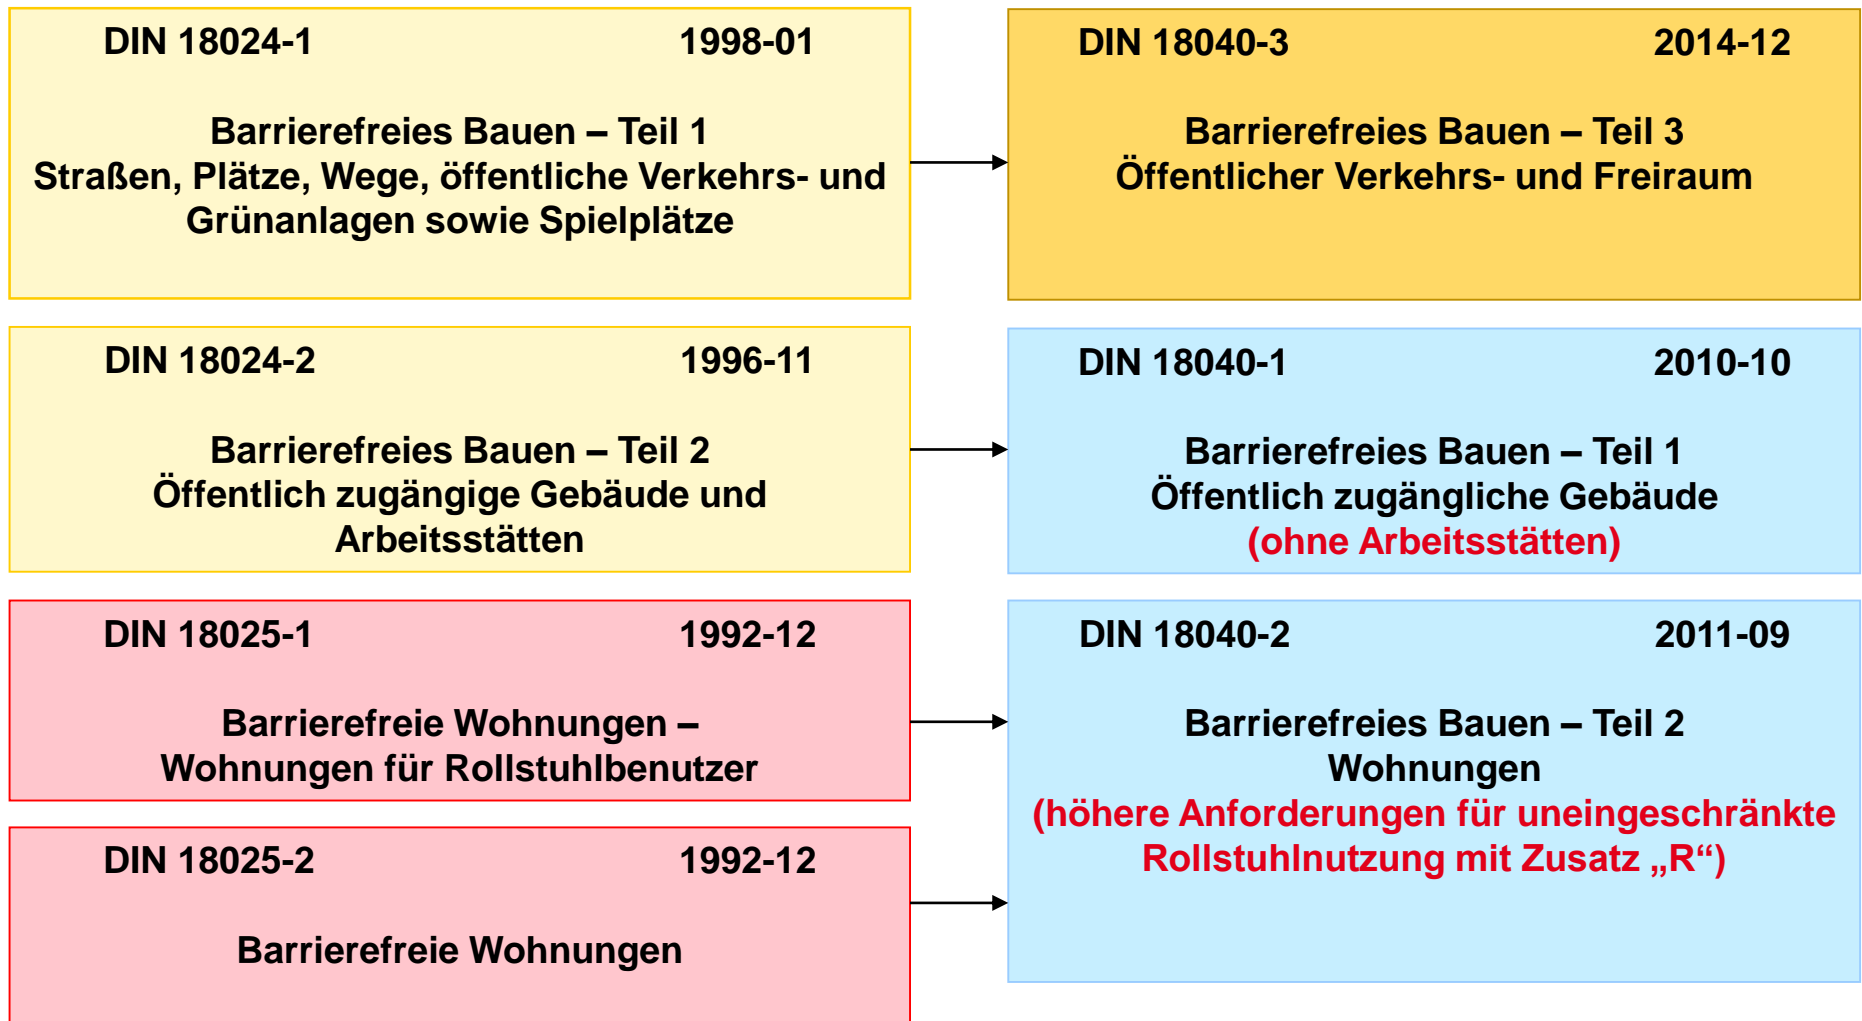 DIN 18024-1 1998-01
Barrierefreies Bauen – Teil 1
Straßen, Plätze, Wege, öffentliche Verkehrs- und
Grünanlagen sowie Spielplätze
DIN 18040-3 2014-12
Barrierefreies Bauen – Teil 3
Öffentlicher Verkehrs- und Freiraum
DIN 18024-2 1996-11
Barrierefreies Bauen – Teil 2
Öffentlich zugängige Gebäude und
Arbeitsstätten
DIN 18040-1 2010-10
Barrierefreies Bauen – Teil 1
Öffentlich zugängliche Gebäude
(ohne Arbeitsstätten)
DIN 18025-1 1992-12
Barrierefreie Wohnungen –
Wohnungen für Rollstuhlbenutzer
DIN 18025-2 1992-12
Barrierefreie Wohnungen
DIN 18040-2 2011-09
Barrierefreies Bauen – Teil 2
Wohnungen
(höhere Anforderungen für uneingeschränkte
Rollstuhlnutzung mit Zusatz „R“)